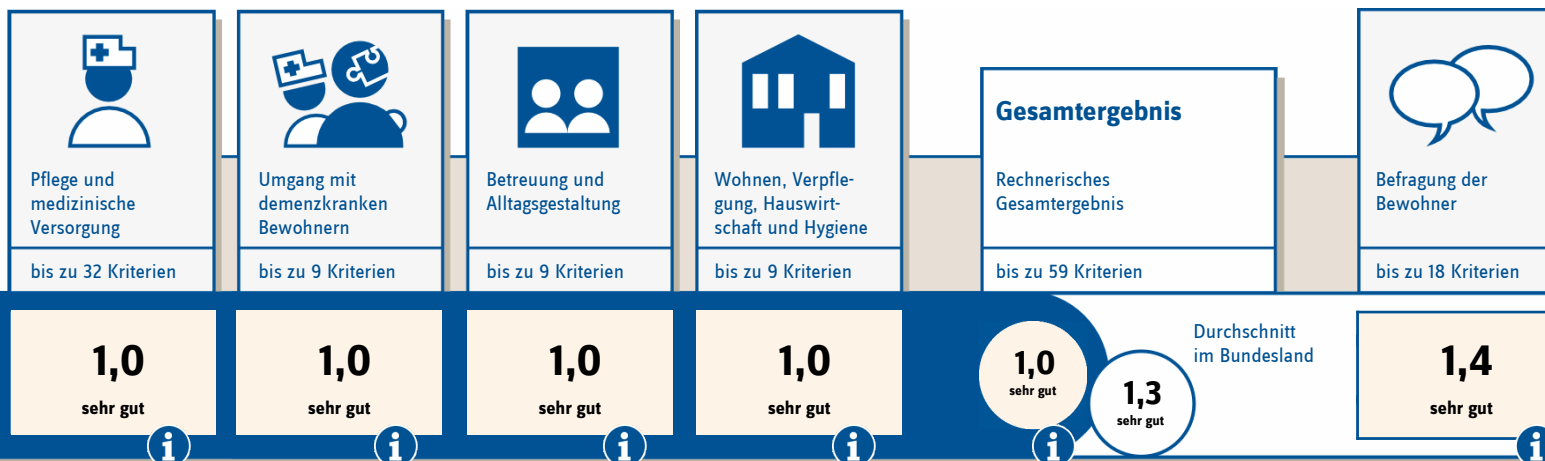 Pflege und
medizinische
Versorgung
bis zu 32 Kriterien
1,0
sehr gut
i
Umgang mit
demenzkranken
Bewohnern
bis zu 9 Kriterien
1,0
sehr gut
i
Betreuung und
Alltagsgestaltung
bis zu 9 Kriterien
1,0
sehr gut
i
Wohnen, Verpfle-
gung, Hauswirt-
schaft und Hygiene
bis zu 9 Kriterien
1,0
sehr gut
i
Gesamtergebnis
Rechnerisches
Gesamtergebnis
bis zu 59 Kriterien
1,0
sehr gut
i
Durchschnitt
im Bundesland
1,3
sehr gut
Befragung der
Bewohner
bis zu 18 Kriterien
1,4
sehr gut
i